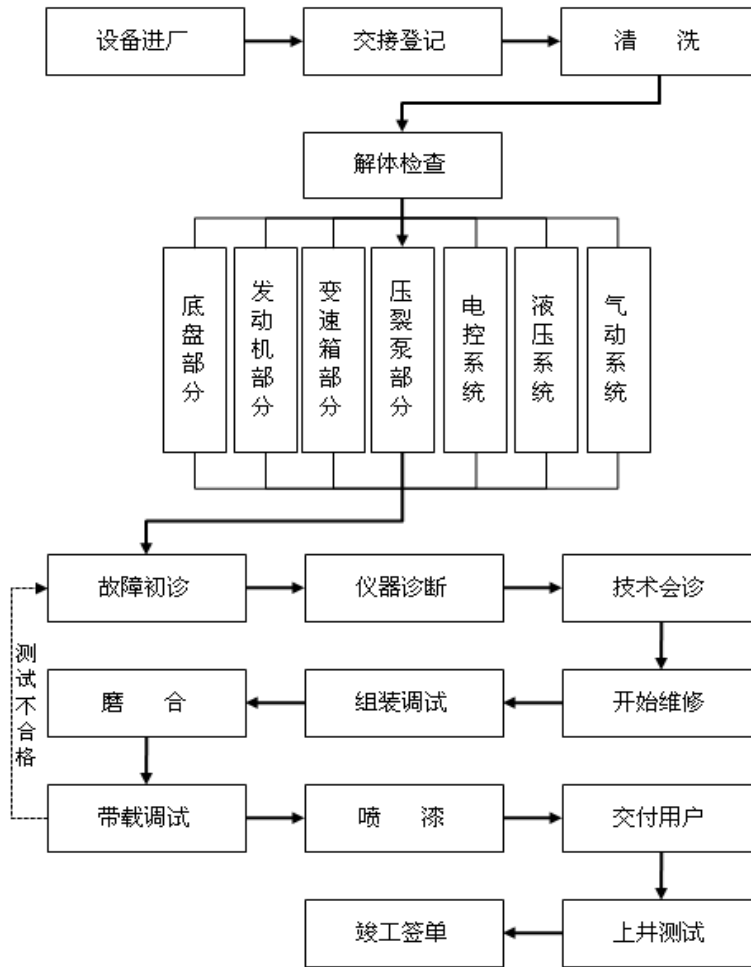 设备进厂
交接登记
清　洗
解体检查
底盘部分
发动机部分
变速箱部分
压裂泵部分
电控系统
液压系统
气动系统
故障初诊
仪器诊断
技术会诊
测试不合格
磨　合
组装调试
开始维修
带载调试
喷　漆
交付用户
竣工签单
上井测试